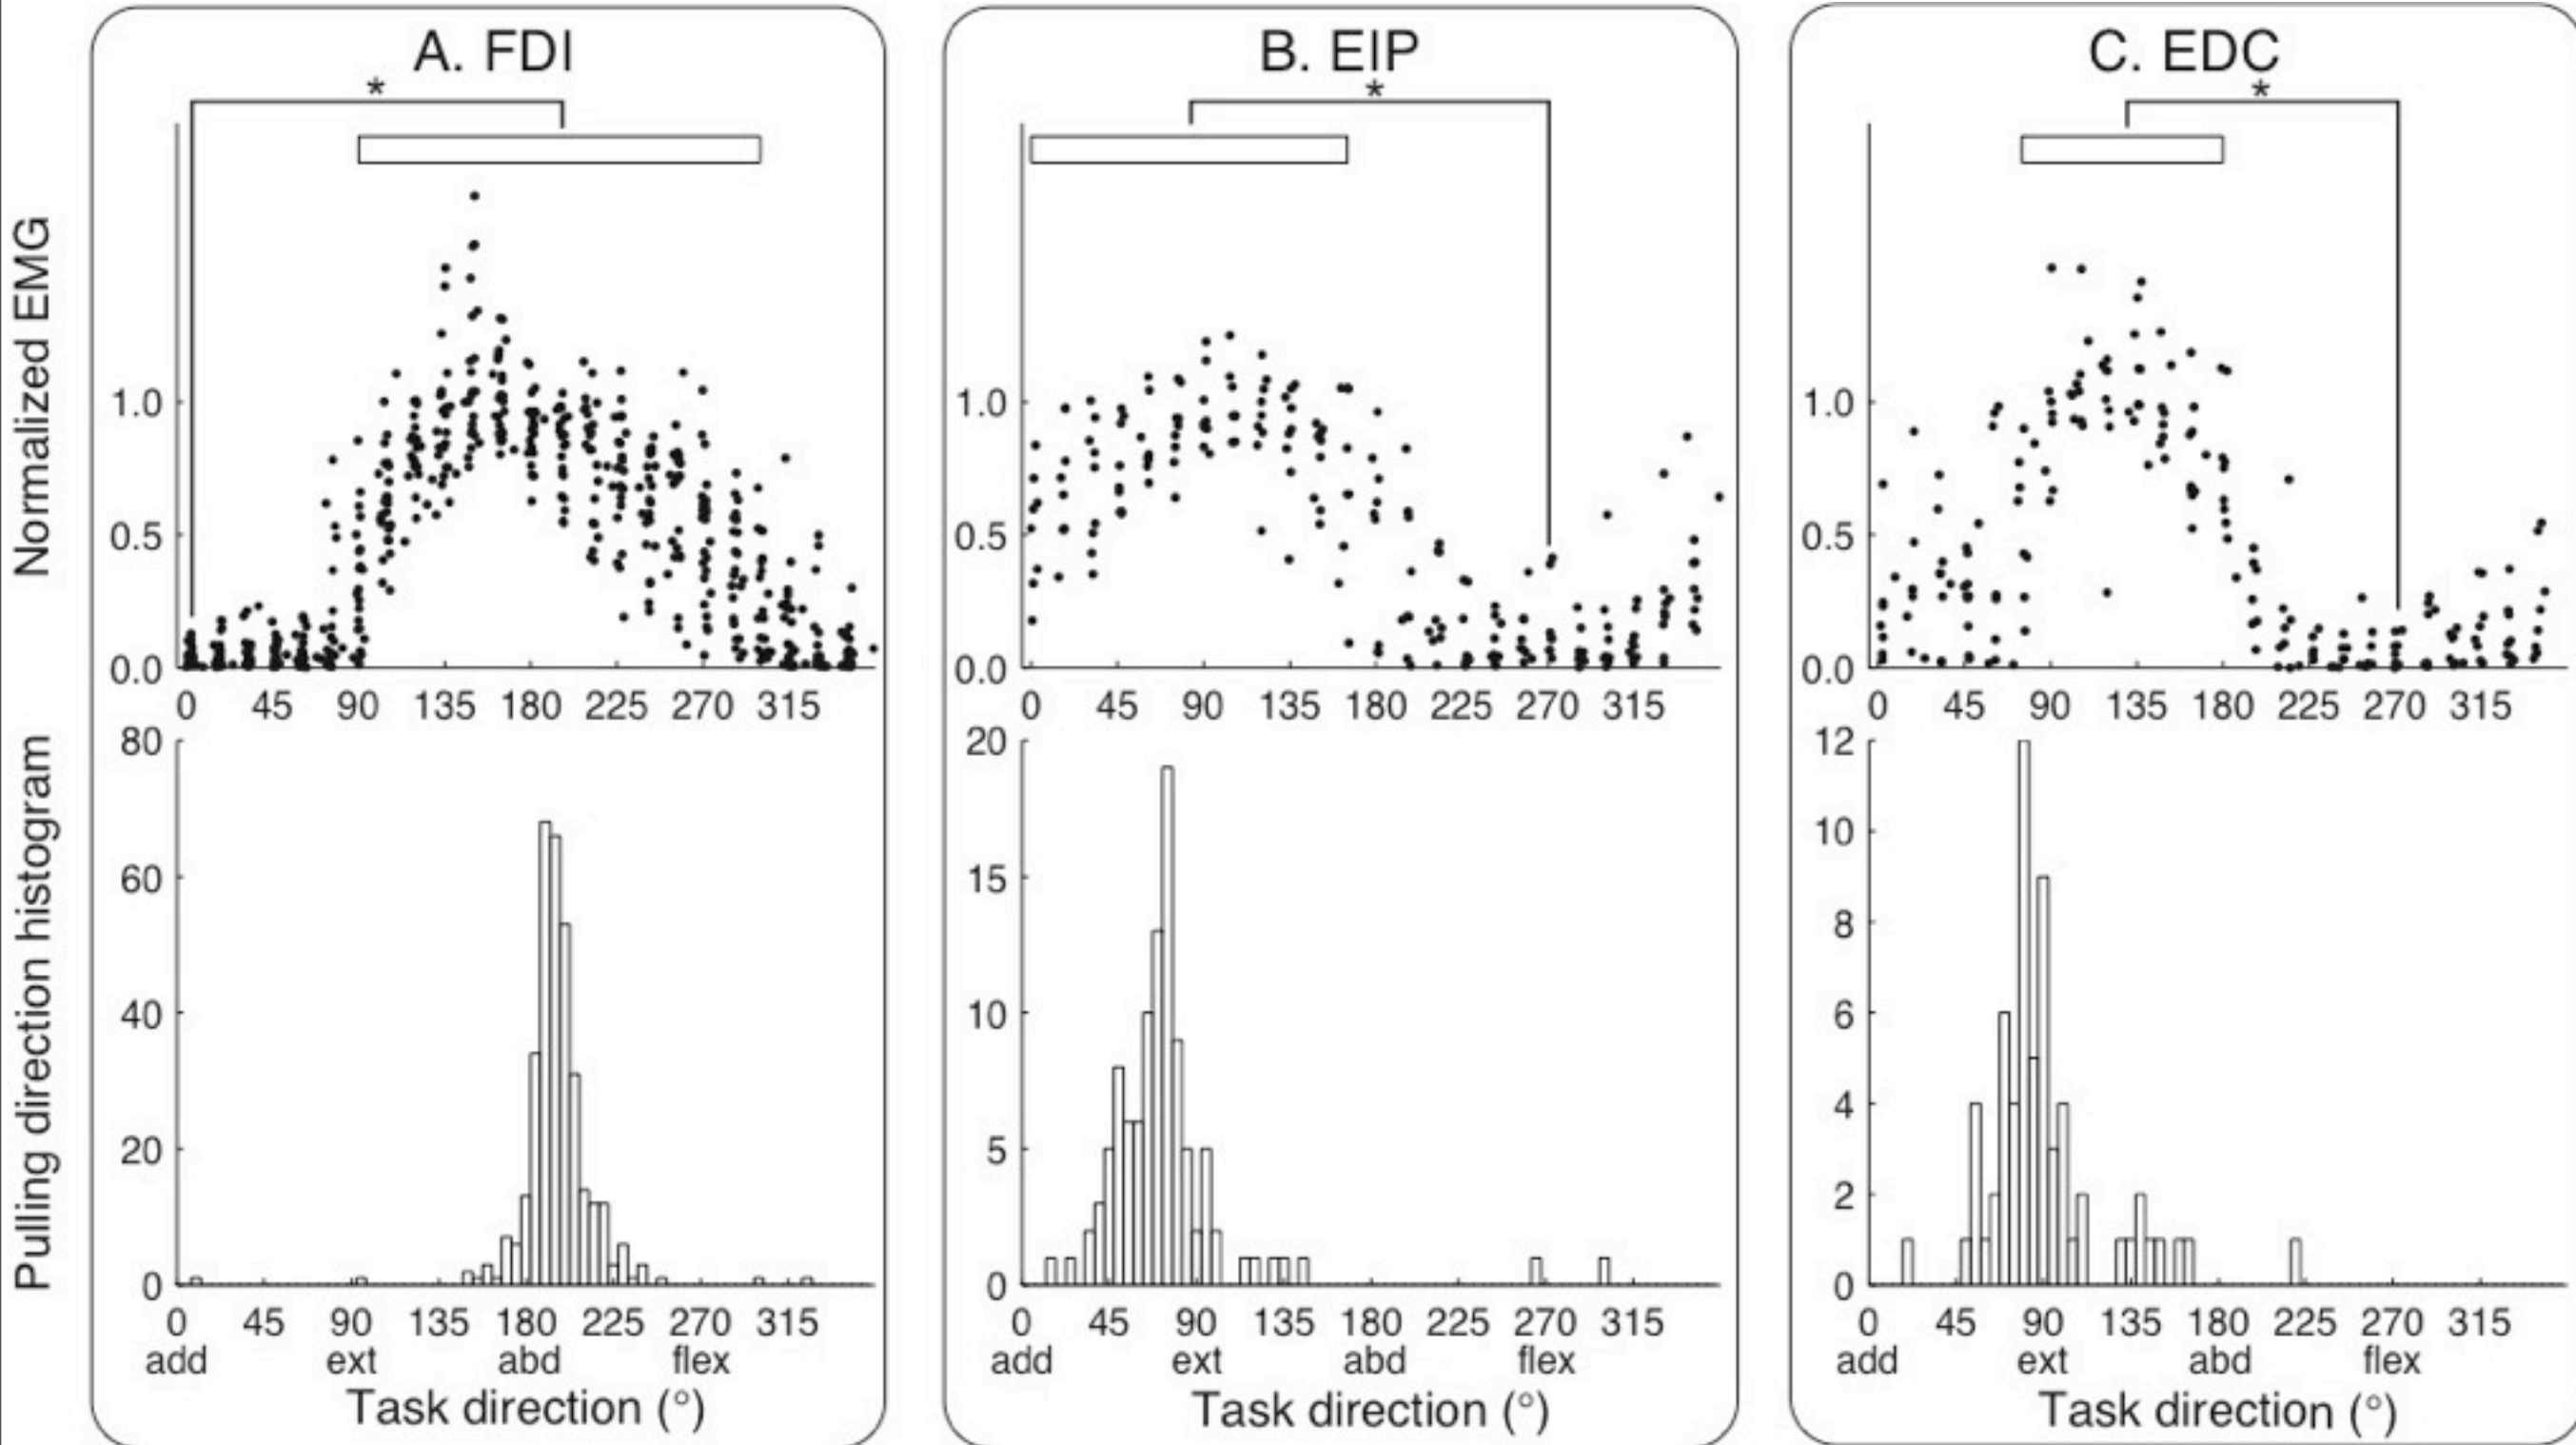 A. FDI
B. EIP
C. EDC
*
*
*
Normalized EMG
1.0
0.5
0.0
0 45 90 135 180 225 270 315
1.0
0.5
0.0
0 45 90 135 180 225 270 315
1.0
0.5
0.0
0 45 90 135 180 225 270 315
Pulling direction histogram
80
60
40
20
0
0 45 90 135 180 225 270 315
add ext abd flex
Task direction (°)
20
15
10
5
0
0 45 90 135 180 225 270 315
add ext abd flex
Task direction (°)
12
10
8
6
4
2
0
0 45 90 135 180 225 270 315
add ext abd flex
Task direction (°)